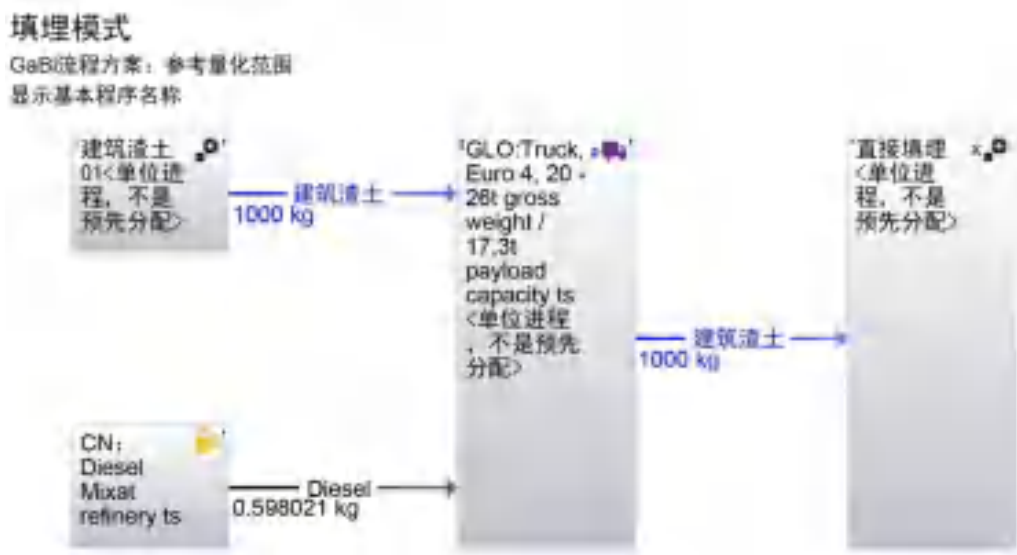 填埋模式
GaBi流程方案：参考量化范围
显示基本程序名称
建筑渣土
01<单位进
程，不是
预先分配>
建筑渣土
1000 kg
GLO:Truck,
Euro 4, 20 -
26t gross
weight /
17,3t
payload
capacity ts
<单位进程
，不是预先
分配>
建筑渣土
1000 kg
直接填埋
<单位进
程，不是
预先分配>
CN:
Diesel
Mixat
refinery ts
Diesel
0.598021 kg